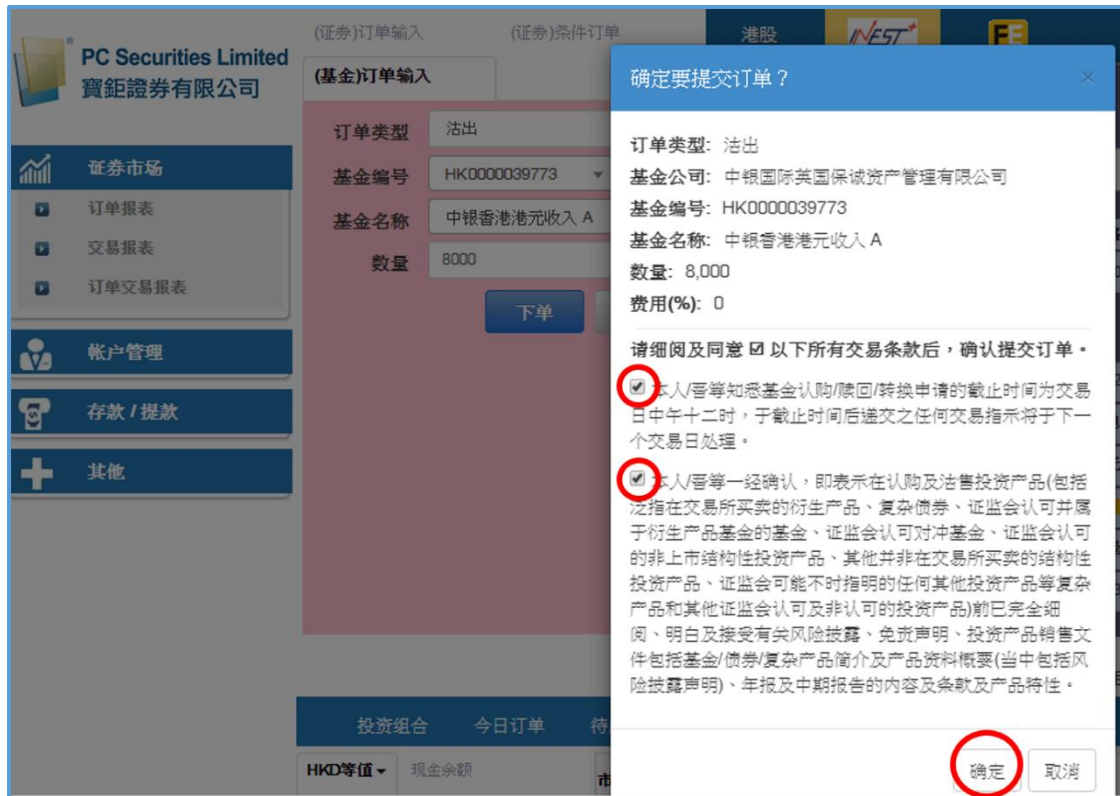 PC Securities Limited
寶鉅證券有限公司
证券市场
订单报表
交易报表
订单交易报表
帐户管理
存款 / 提款
其他
(证券)订单输入
(证券)条件订单
港股
INVEST+
FE
(基金)订单输入
订单类型
沽出
基金编号
HK0000039773
基金名称
中银香港港元收入 A
数量
8000
下单
投资组合
今日订单
待
HKD等值
现金余额
市
确定要提交订单？
×
订单类型: 沽出
基金公司: 中银国际英国保诚资产管理有限公司
基金编号: HK0000039773
基金名称: 中银香港港元收入 A
数量: 8,000
费用(%): 0
请细阅及同意 ☑ 以下所有交易条款后，确认提交订单。
本人/吾等知悉基金认购/赎回/转换申请的截止时间为交易
日中午十二时，于截止时间后递交之任何交易指示将于下一
个交易日处理。
本人/吾等一经确认，即表示在认购及沽售投资产品(包括
泛指在交易所买卖的衍生产品、复杂债券、证监会认可并属
于衍生产品基金的基金、证监会认可对冲基金、证监会认可
的非上市结构性投资产品、其他并非在交易所买卖的结构性
投资产品、证监会可能不时指明的任何其他投资产品等复杂
产品和其他证监会认可及非认可的投资产品)前已完全细
阅、明白及接受有关风险披露、免责声明、投资产品销售文
件包括基金/债券/复杂产品简介及产品资料概要(当中包括风
险披露声明)、年报及中期报告的内容及条款及产品特性。
确定
取消